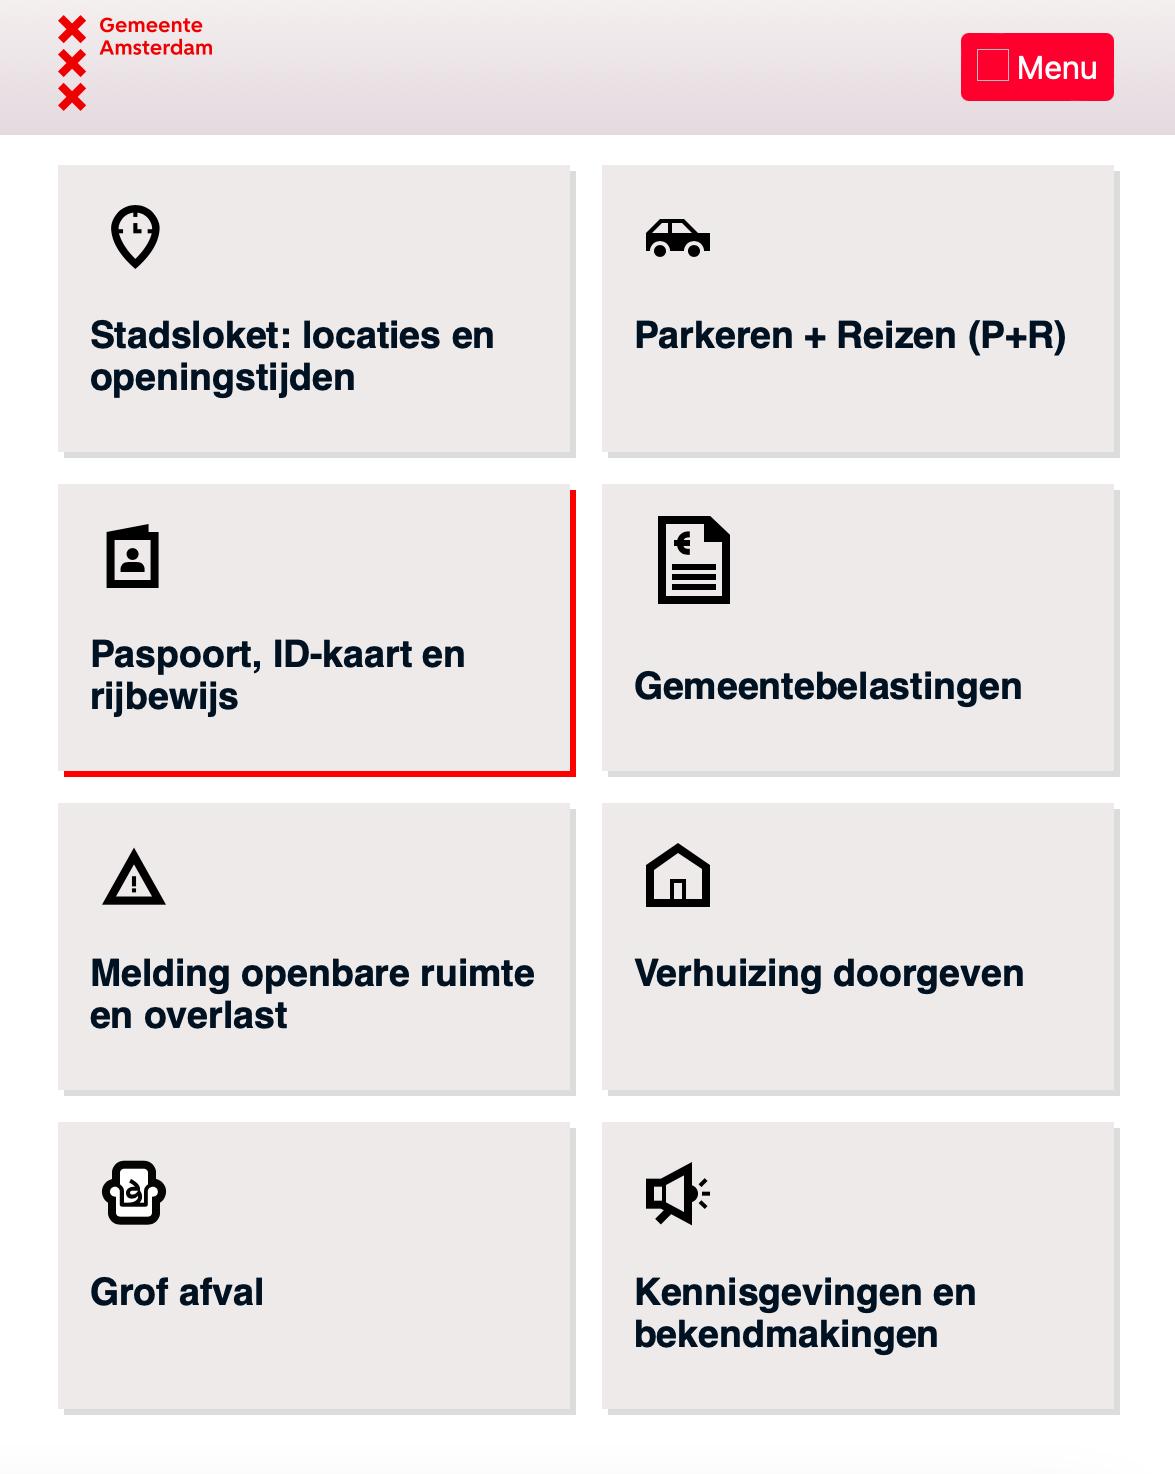 Gemeente
Amsterdam
Menu
Stadsloket: locaties en
openingstijden
Parkeren + Reizen (P+R)
Paspoort, ID-kaart en
rijbewijs
Gemeentebelastingen
Melding openbare ruimte
en overlast
Verhuizing doorgeven
Grof afval
Kennisgevingen en
bekendmakingen